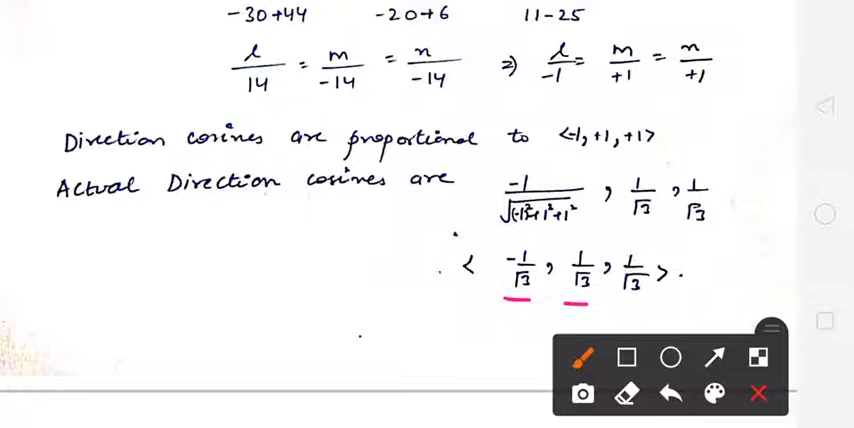 -30+44 -20+6 11-25
l/14 = m/-14 = n/-14 ⇒ l/-1 = m/+1 = n/+1
Direction cosines are proportional to <-1, +1, +1>
Actual Direction cosines are -1/√((-1)²+1²+1²) , 1/√3 , 1/√3
< -1/√3 , 1/√3 , 1/√3 > .